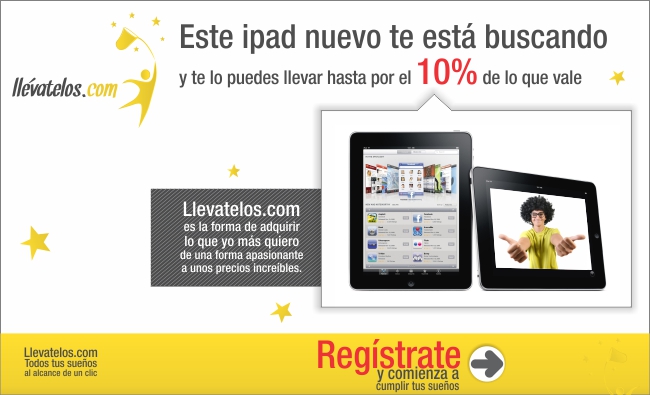 llévatelos.com
Este ipad nuevo te está buscando
y te lo puedes llevar hasta por el 10% de lo que vale
Llevatelos.com
es la forma de adquirir
lo que yo más quiero
de una forma apasionante
a unos precios increíbles.
Llevatelos.com
Todos tus sueños
al alcance de un clic
Regístrate
y comienza a
cumplir tus sueños